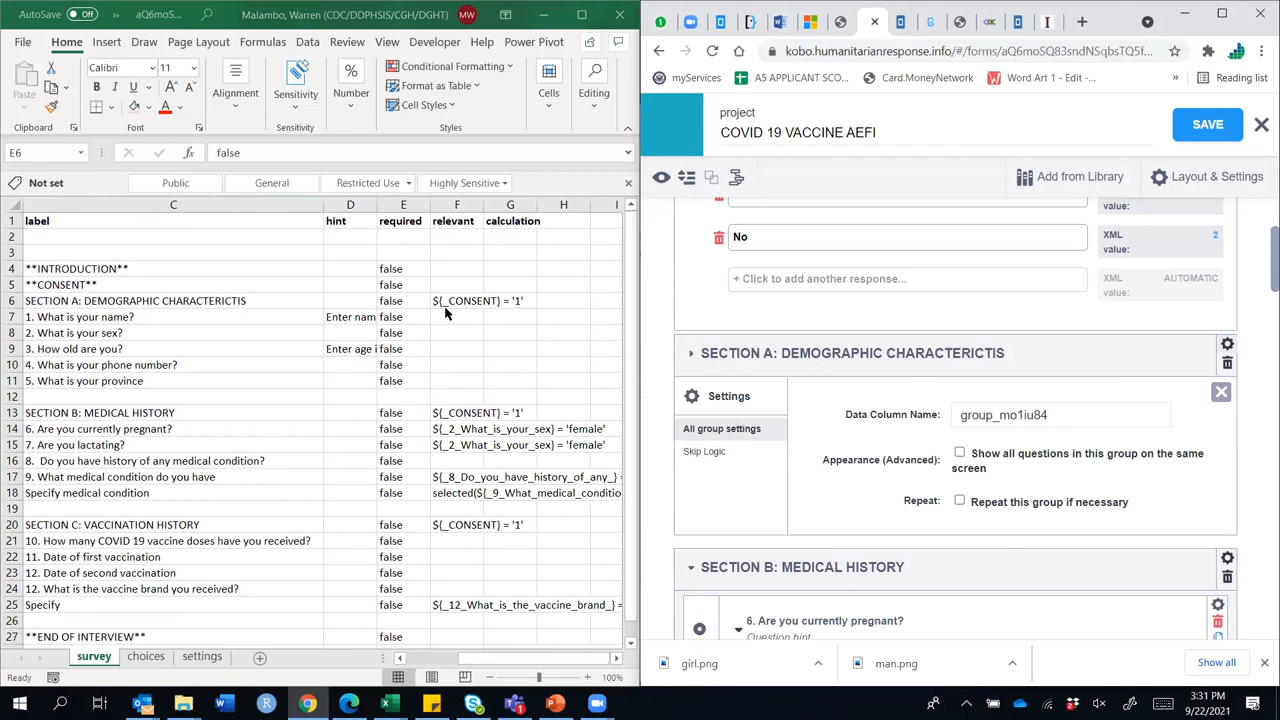 AutoSave Off aQ6moS... Malambo, Warren (CDC/DDPHSIS/CGH/DGHT) MW
File Home Insert Draw Page Layout Formulas Data Review View Developer Help Power Pivot
Paste Calibri 11 B I U A A Alignment Sensitivity % Number Conditional Formatting Format as Table Cell Styles Cells Editing
Clipboard Font Sensitivity Styles
E6 fx false
Not set Public General Restricted Use Highly Sensitive
C D E F G H I
1 label hint required relevant calculation
2
3
4 **INTRODUCTION** false
5 **CONSENT** false
6 SECTION A: DEMOGRAPHIC CHARACTERICTIS false ${_CONSENT} = '1'
7 1. What is your name? Enter nam false
8 2. What is your sex? false
9 3. How old are you? Enter age i false
10 4. What is your phone number? false
11 5. What is your province false
12
13 SECTION B: MEDICAL HISTORY false ${_CONSENT} = '1'
14 6. Are you currently pregnant? false ${_2_What_is_your_sex} = 'female'
15 7. Are you lactating? false ${_2_What_is_your_sex} = 'female'
16 8. Do you have history of any medical condition? false
17 9. What medical condition do you have false ${_8_Do_you_have_history_of_any_} =
18 Specify medical condition false selected(${_9_What_medical_conditio
19
20 SECTION C: VACCINATION HISTORY false ${_CONSENT} = '1'
21 10. How many COVID 19 vaccine doses have you received? false
22 11. Date of first vaccination false
23 12. Date of second vaccination false
24 12. What is the vaccine brand you received? false
25 Specify false ${_12_What_is_the_vaccine_brand_} =
26
27 **END OF INTERVIEW** false
survey choices settings
Ready 100%
kobo.humanitarianresponse.info/#/forms/aQ6moSQ83sndNSqbsTQ5f...
myServices A5 APPLICANT SCO... Card.MoneyNetwork Word Art 1 - Edit -... » Reading list
project
COVID 19 VACCINE AEFI
SAVE
Add from Library Layout & Settings
value:
No XML value: 2
+ Click to add another response... XML value: AUTOMATIC
SECTION A: DEMOGRAPHIC CHARACTERICTIS
Settings
All group settings
Skip Logic
Data Column Name: group_mo1iu84
Appearance (Advanced): Show all questions in this group on the same screen
Repeat: Repeat this group if necessary
SECTION B: MEDICAL HISTORY
6. Are you currently pregnant?
Question hint
girl.png man.png Show all
3:31 PM
9/22/2021